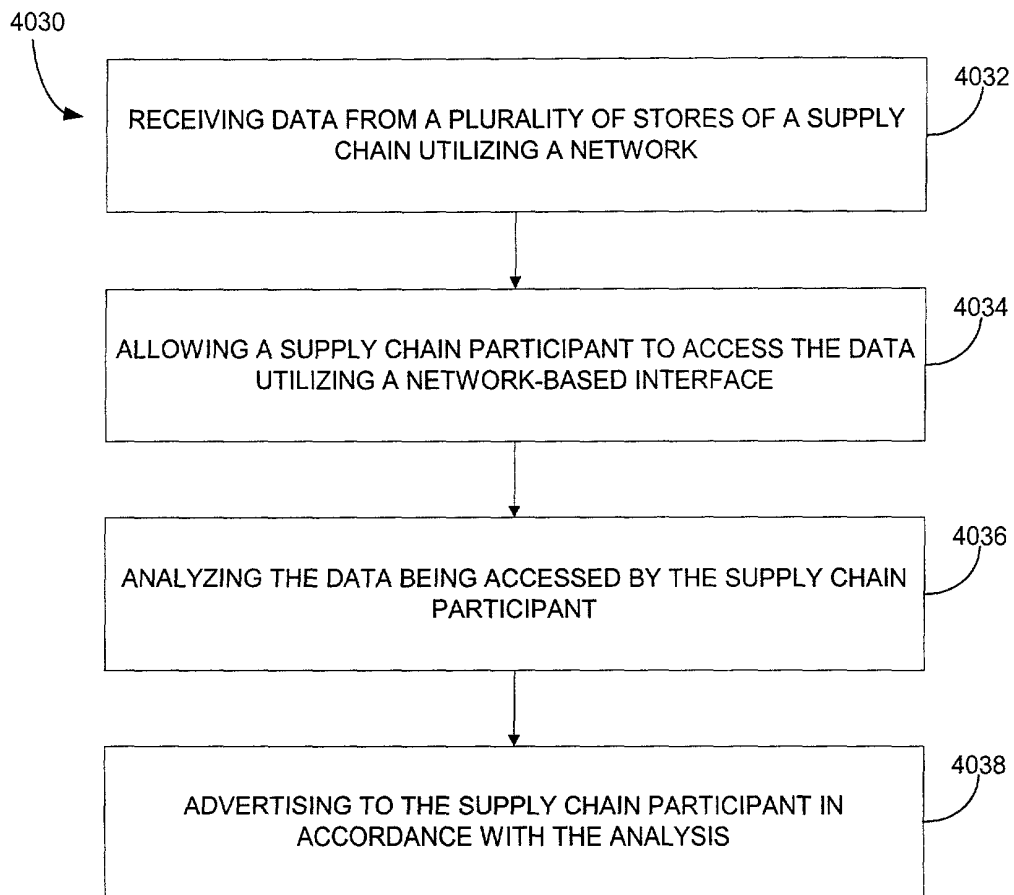 4030
4032
RECEIVING DATA FROM A PLURALITY OF STORES OF A SUPPLY
CHAIN UTILIZING A NETWORK
4034
ALLOWING A SUPPLY CHAIN PARTICIPANT TO ACCESS THE DATA
UTILIZING A NETWORK-BASED INTERFACE
4036
ANALYZING THE DATA BEING ACCESSED BY THE SUPPLY CHAIN
PARTICIPANT
4038
ADVERTISING TO THE SUPPLY CHAIN PARTICIPANT IN
ACCORDANCE WITH THE ANALYSIS